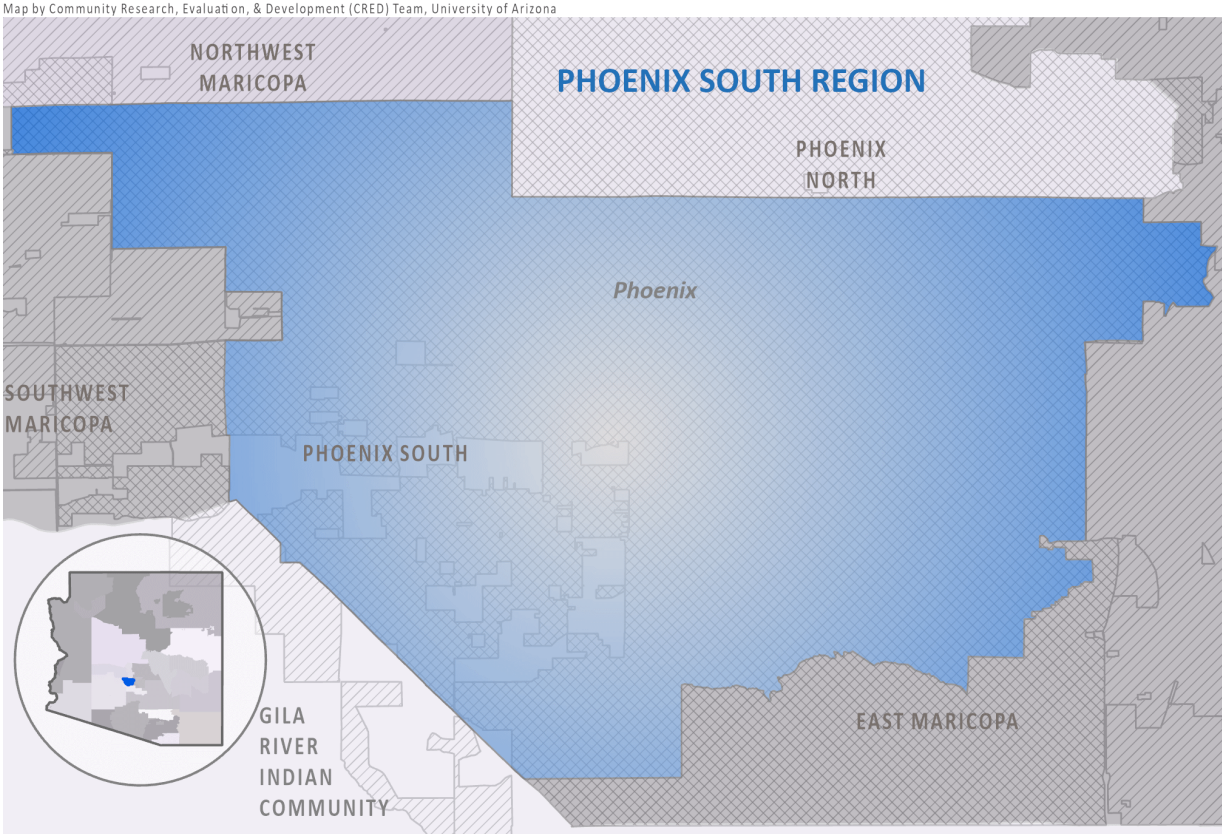 Map by Community Research, Evaluation, & Development (CRED) Team, University of Arizona
NORTHWEST
MARICOPA
PHOENIX SOUTH REGION
PHOENIX
NORTH
Phoenix
SOUTHWEST
MARICOPA
PHOENIX SOUTH
GILA
RIVER
INDIAN
COMMUNITY
EAST MARICOPA